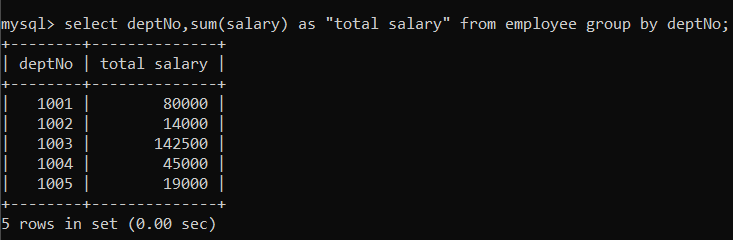 mysql> select deptNo,sum(salary) as "total salary" from employee group by deptNo;
+--------+--------------+
| deptNo | total salary |
+--------+--------------+
|   1001 |        80000 |
|   1002 |        14000 |
|   1003 |       142500 |
|   1004 |        45000 |
|   1005 |        19000 |
+--------+--------------+
5 rows in set (0.00 sec)